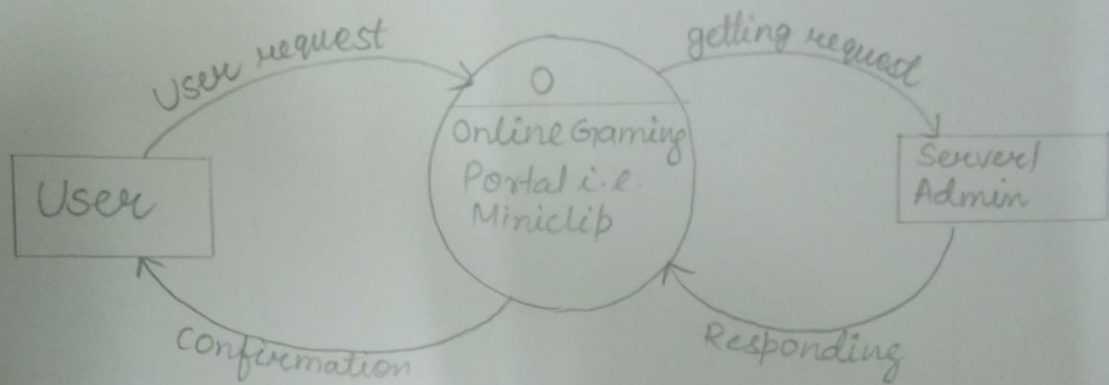 User request
getting request
0
Online Gaming
Portal i.e.
Miniclip
User
Server/
Admin
Confirmation
Responding